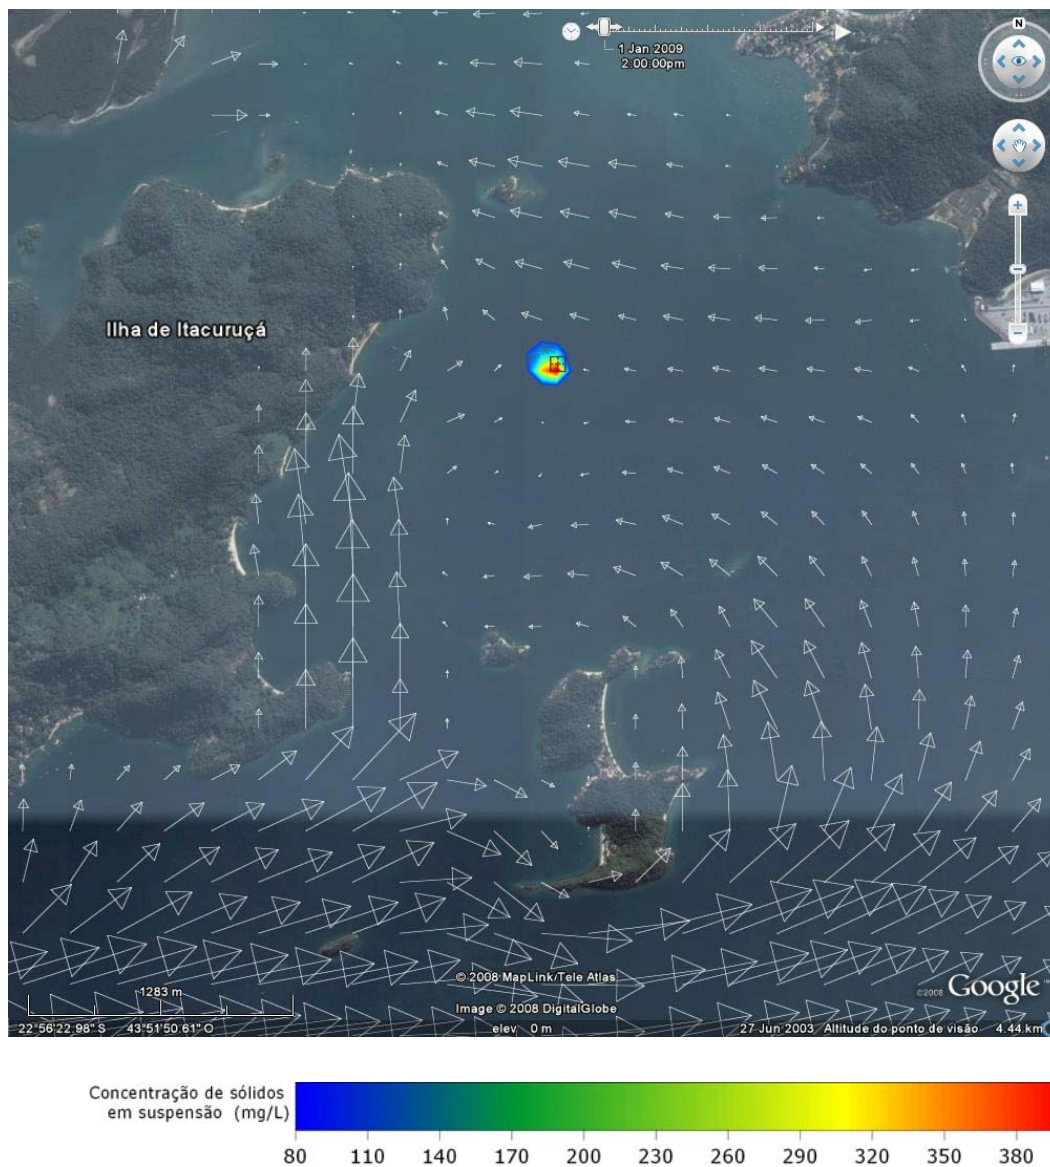 N
1 Jan 2009
2:00:00pm
Ilha de Itacuruçá
© 2008 MapLink/Tele Atlas
©2008 Google™
1283 m
Image © 2008 DigitalGlobe
22°56'22.98" S 43°51'50.61" O elev 0 m 27 Jun 2003 Altitude do ponto de visão 4.44 km
Concentração de sólidos
em suspensão (mg/L)
80 110 140 170 200 230 260 290 320 350 380